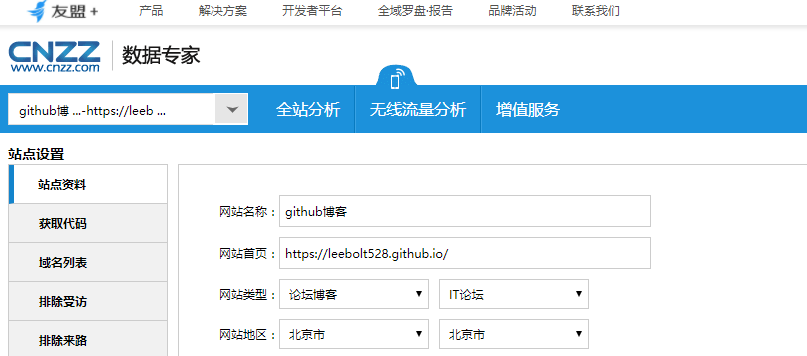 友盟+ 产品 解决方案 开发者平台 全域罗盘·报告 品牌活动 联系我们
CNZZ 数据专家
www.cnzz.com
github博 ...-https://leeb ... 全站分析 无线流量分析 增值服务
站点设置
站点资料
获取代码
域名列表
排除受访
排除来路
网站名称： github博客
网站首页： https://leebolt528.github.io/
网站类型： 论坛博客 IT论坛
网站地区： 北京市 北京市